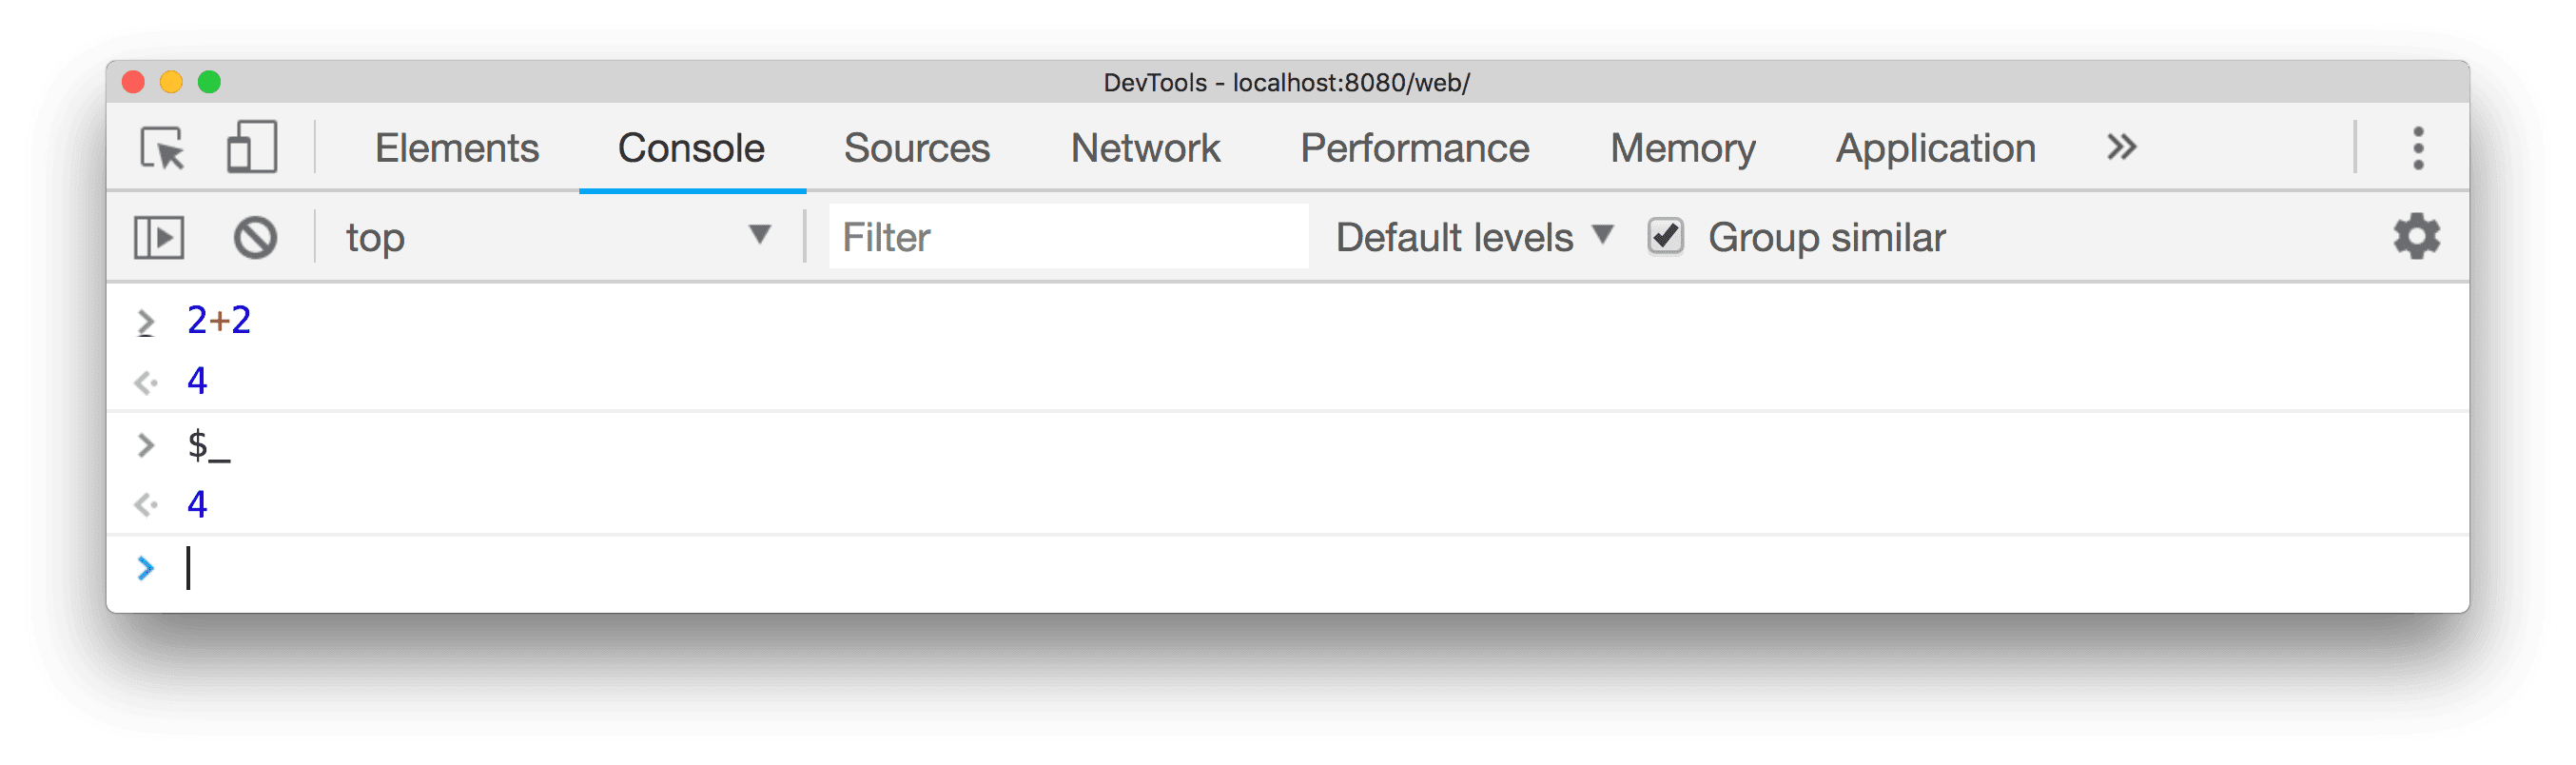 DevTools - localhost:8080/web/
Elements Console Sources Network Performance Memory Application »
top Filter Default levels Group similar
> 2+2
4
> $_
4
>